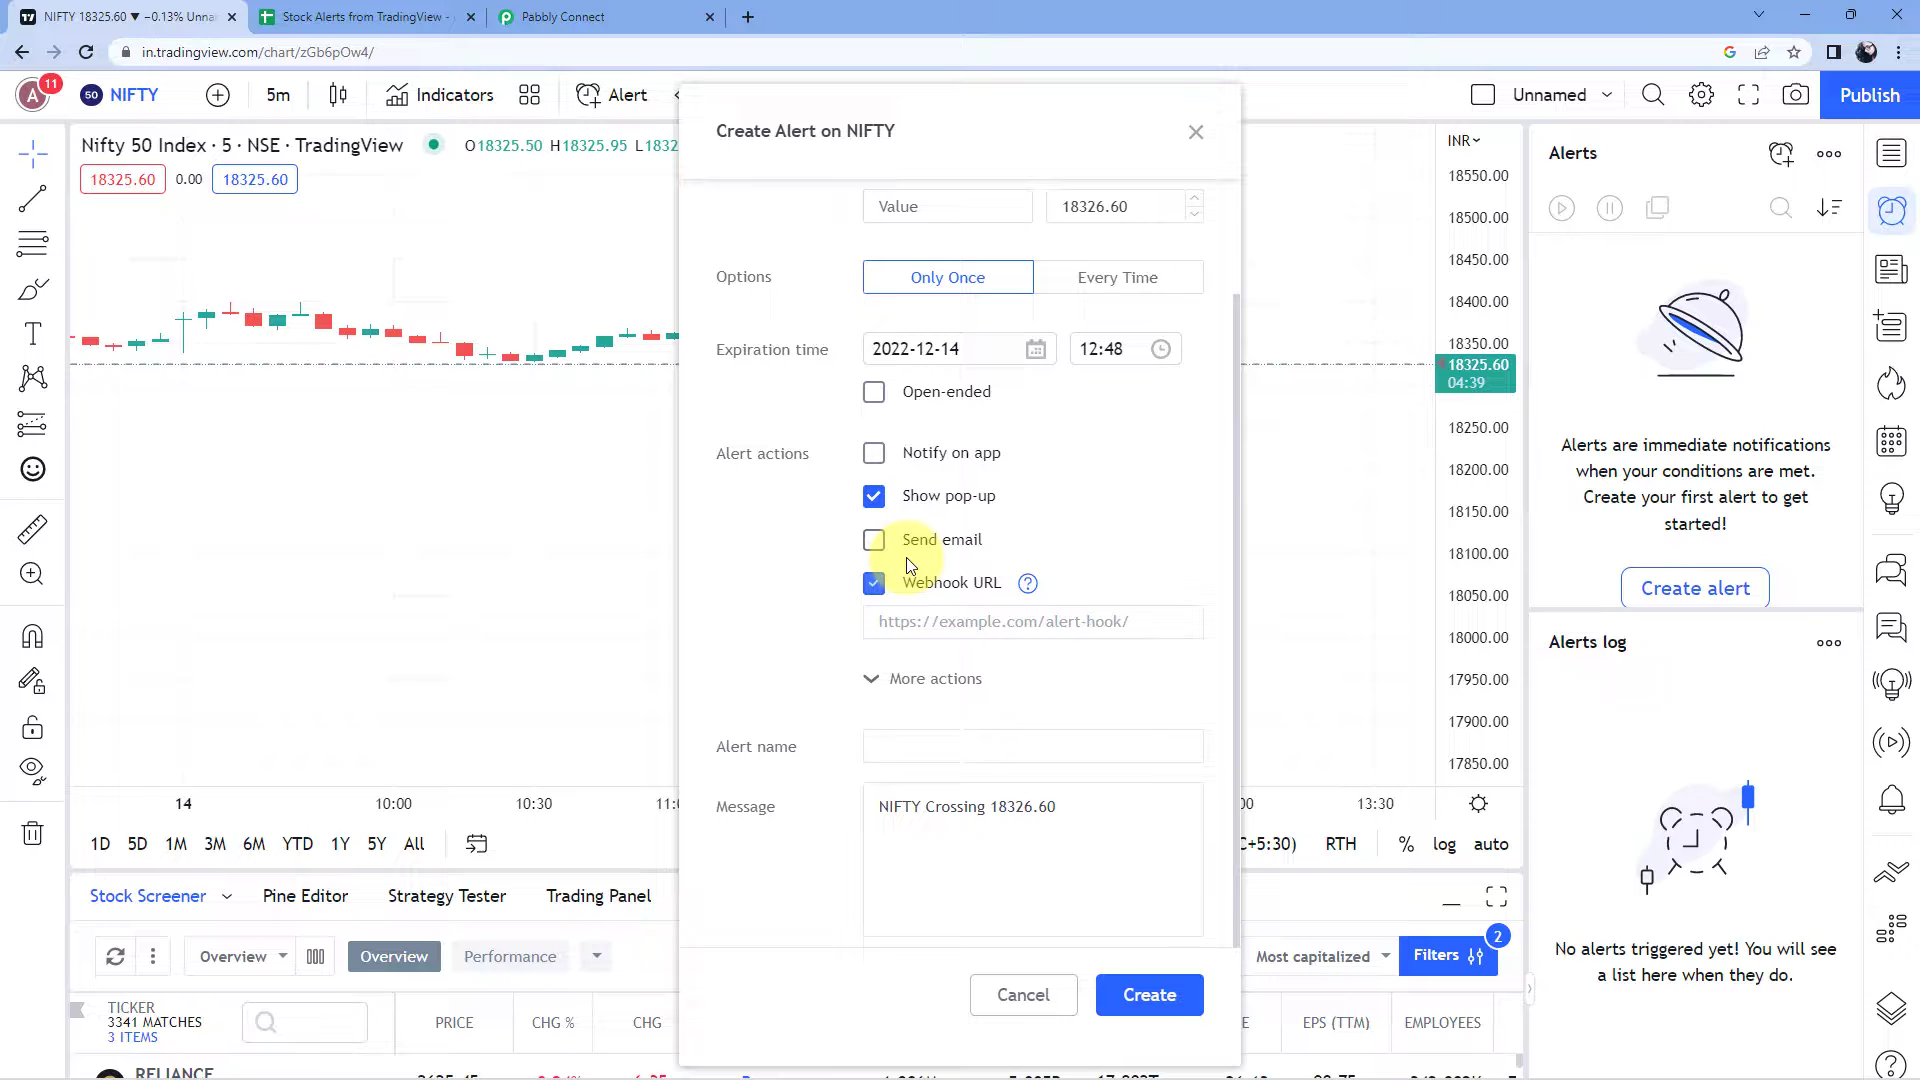 NIFTY 18325.60 ▼ −0.13% Unna
Stock Alerts from TradingView -
Pabbly Connect
in.tradingview.com/chart/zGb6pOw4/
A
11
50 NIFTY
5m
Indicators
Alert
Unnamed
Publish
Nifty 50 Index · 5 · NSE · TradingView
O18325.50 H18325.95 L1832
18325.60
0.00
18325.60
Create Alert on NIFTY
Value
18326.60
Options
Only Once
Every Time
Expiration time
2022-12-14
12:48
Open-ended
Alert actions
Notify on app
Show pop-up
Send email
Webhook URL
https://example.com/alert-hook/
More actions
Alert name
Message
NIFTY Crossing 18326.60
Cancel
Create
INR
18550.00
18500.00
18450.00
18400.00
18350.00
18325.60
04:39
18250.00
18200.00
18150.00
18100.00
18050.00
18000.00
17950.00
17900.00
17850.00
Alerts
Alerts are immediate notifications
when your conditions are met.
Create your first alert to get
started!
Create alert
Alerts log
No alerts triggered yet! You will see
a list here when they do.
14
10:00
10:30
11:0
00
13:30
1D 5D 1M 3M 6M YTD 1Y 5Y All
C+5:30)
RTH
%
log
auto
Stock Screener
Pine Editor
Strategy Tester
Trading Panel
Overview
Overview
Performance
Most capitalized
Filters
2
TICKER
3341 MATCHES
3 ITEMS
PRICE
CHG %
CHG
E
EPS (TTM)
EMPLOYEES
RELIANCE